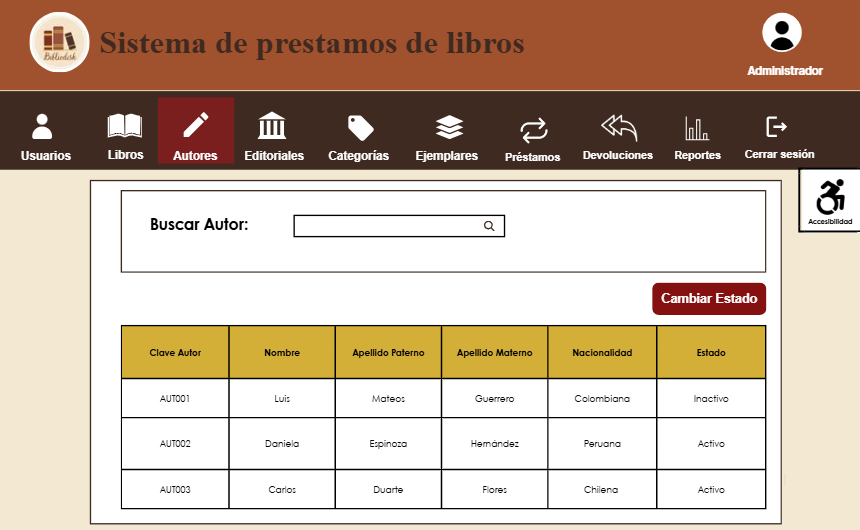 Bibliodesk
Sistema de prestamos de libros
Administrador
Usuarios Libros Autores Editoriales Categorías Ejemplares Préstamos Devoluciones Reportes Cerrar sesión
Accesibilidad
Buscar Autor:
Cambiar Estado
Clave Autor Nombre Apellido Paterno Apellido Materno Nacionalidad Estado
AUT001 Luis Mateos Guerrero Colombiana Inactivo
AUT002 Daniela Espinoza Hernández Peruana Activo
AUT003 Carlos Duarte Flores Chilena Activo